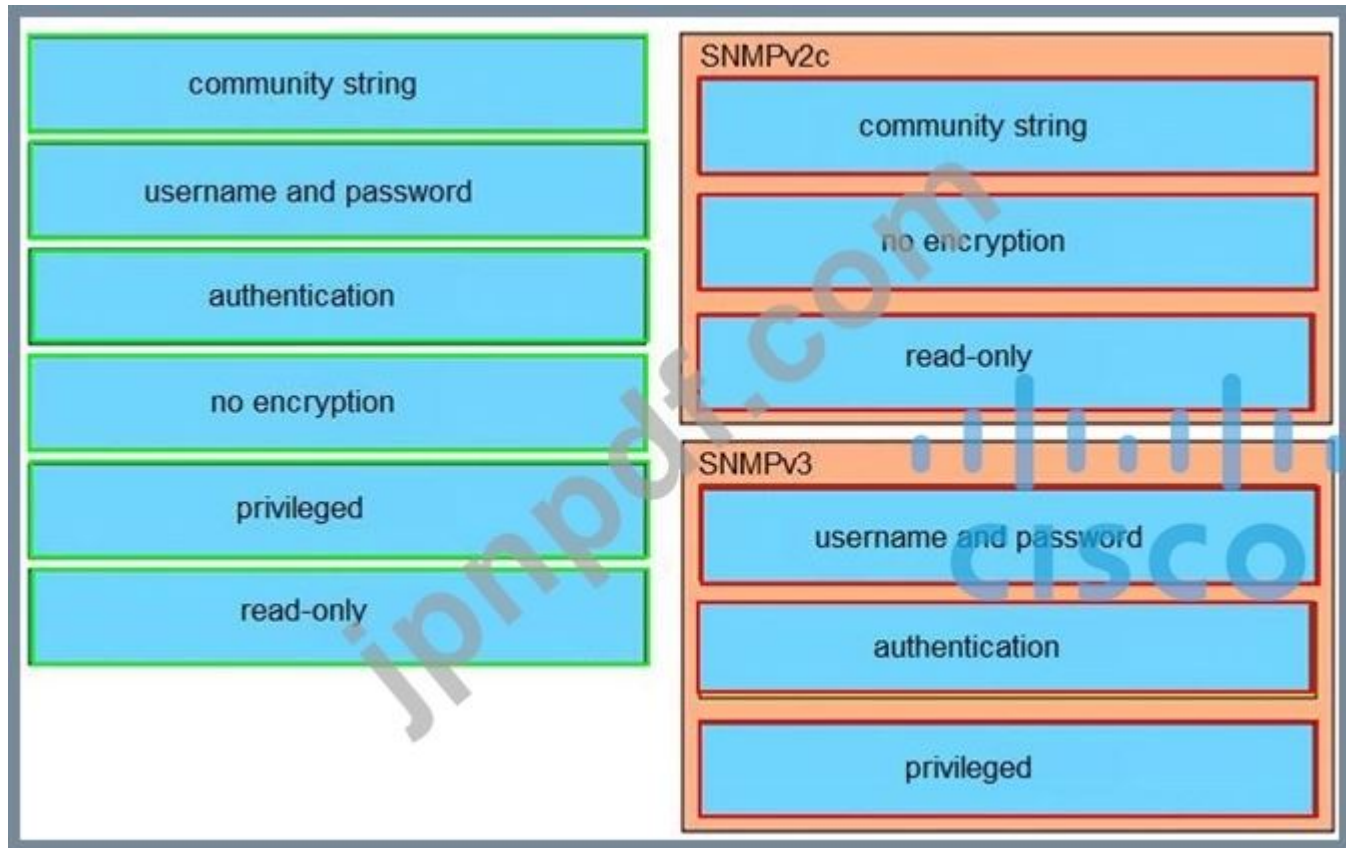 community string
username and password
authentication
no encryption
privileged
read-only
SNMPv2c
community string
no encryption
read-only
SNMPv3
username and password
authentication
privileged
jpnpdf.com
CISCO